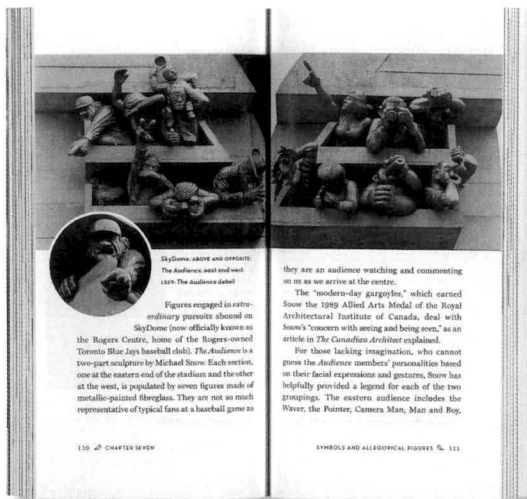 SkyDome. ABOVE AND OPPOSITE:
The Audience, east and west.
LEFT: The Audience detail
Figures engaged in extra-
ordinary pursuits abound on
SkyDome (now officially known as
the Rogers Centre, home of the Rogers-owned
Toronto Blue Jays baseball club). The Audience is a
two-part sculpture by Michael Snow. Each section,
one at the eastern end of the stadium and the other
at the west, is populated by seven figures made of
metallic-painted fibreglass. They are not so much
representative of typical fans at a baseball game as
110 CHAPTER SEVEN
they are an audience watching and commenting
on us as we arrive at the centre.
The “modern-day gargoyles,” which earned
Snow the 1989 Allied Arts Medal of the Royal
Architectural Institute of Canada, deal with
Snow’s “concern with seeing and being seen,” as an
article in The Canadian Architect explained.
For those lacking imagination, who cannot
guess the Audience members’ personalities based
on their facial expressions and gestures, Snow has
helpfully provided a legend for each of the two
groupings. The eastern audience includes the
Waver, the Pointer, Camera Man, Man and Boy,
SYMBOLS AND ALLEGORICAL FIGURES 111